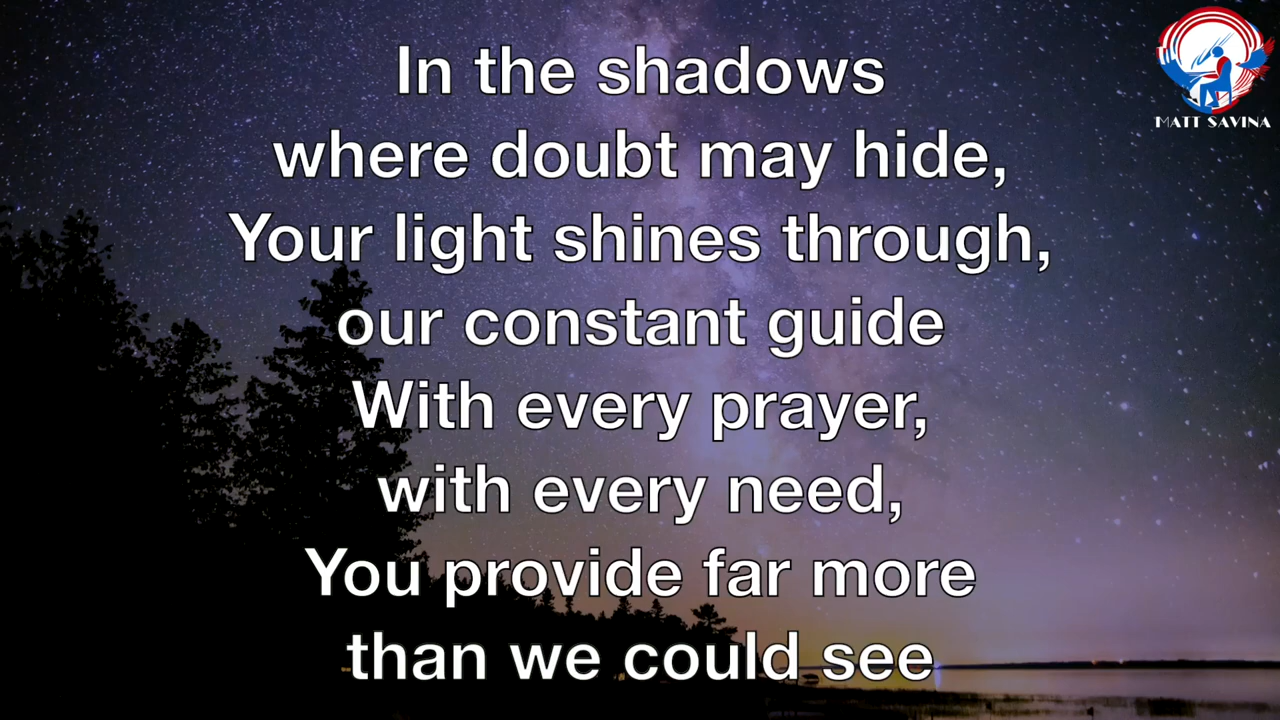 In the shadows
where doubt may hide,
Your light shines through,
our constant guide
With every prayer,
with every need,
You provide far more
than we could see
MATT SAVINA